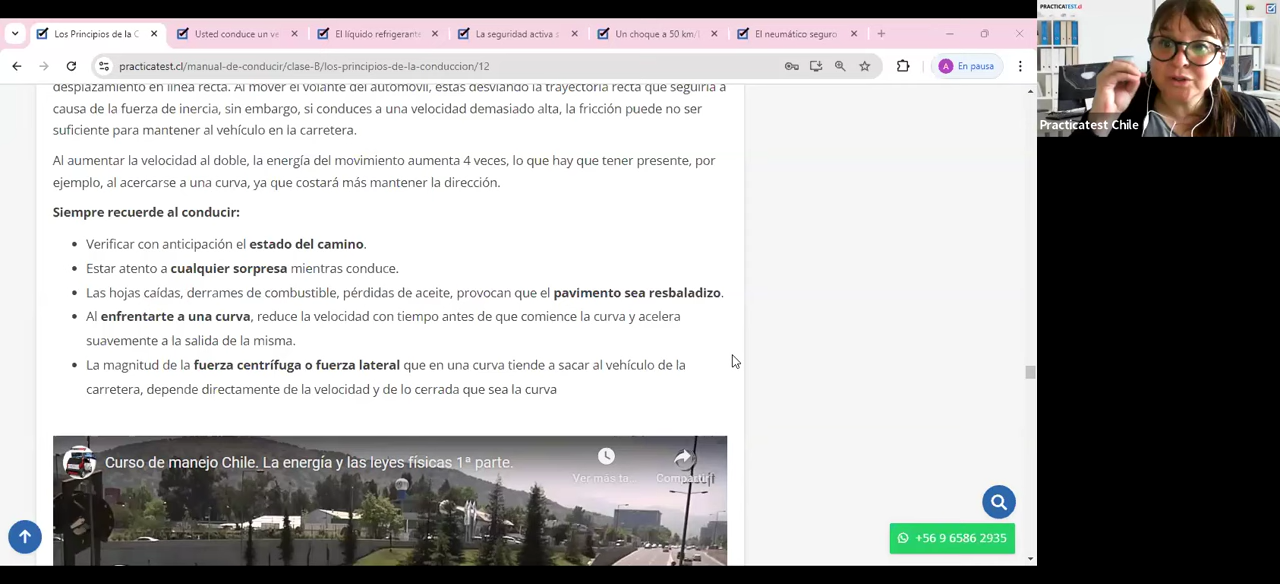 Los Principios de la C
Usted conduce un ve
El líquido refrigerante
La seguridad activa s
Un choque a 50 km/
El neumático seguro
practicatest.cl/manual-de-conducir/clase-B/los-principios-de-la-conduccion/12
A
En pausa
PRACTICATEST.cl
Practicatest Chile
desplazamiento en línea recta. Al mover el volante del automóvil, estás desviando la trayectoria recta que seguiría a
causa de la fuerza de inercia, sin embargo, si conduces a una velocidad demasiado alta, la fricción puede no ser
suficiente para mantener al vehículo en la carretera.
Al aumentar la velocidad al doble, la energía del movimiento aumenta 4 veces, lo que hay que tener presente, por
ejemplo, al acercarse a una curva, ya que costará más mantener la dirección.
Siempre recuerde al conducir:
Verificar con anticipación el estado del camino.
Estar atento a cualquier sorpresa mientras conduce.
Las hojas caídas, derrames de combustible, pérdidas de aceite, provocan que el pavimento sea resbaladizo.
Al enfrentarte a una curva, reduce la velocidad con tiempo antes de que comience la curva y acelera
suavemente a la salida de la misma.
La magnitud de la fuerza centrífuga o fuerza lateral que en una curva tiende a sacar al vehículo de la
carretera, depende directamente de la velocidad y de lo cerrada que sea la curva
Curso de manejo Chile. La energía y las leyes físicas 1ª parte.
Ver más ta...
Compartir
+56 9 6586 2935